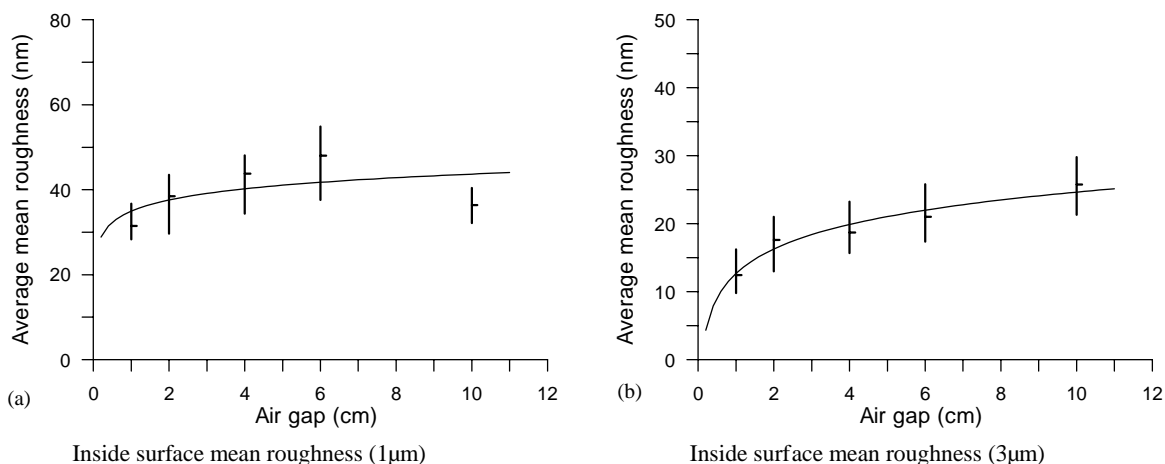 80
60
40
20
0
Average mean roughness (nm)
0 2 4 6 8 10 12
Air gap (cm)
(a)
Inside surface mean roughness (1µm)
50
40
30
20
10
0
Average mean roughness (nm)
0 2 4 6 8 10 12
Air gap (cm)
(b)
Inside surface mean roughness (3µm)